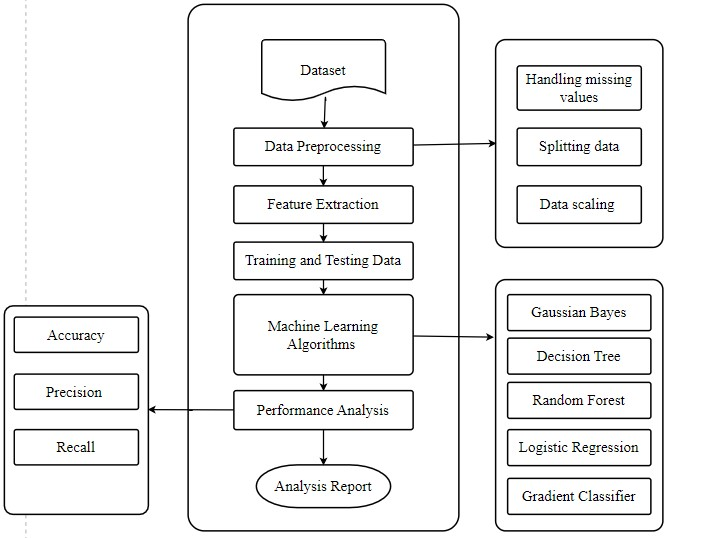 Dataset
Data Preprocessing
Feature Extraction
Training and Testing Data
Machine Learning
Algorithms
Performance Analysis
Analysis Report
Handling missing
values
Splitting data
Data scaling
Gaussian Bayes
Decision Tree
Random Forest
Logistic Regression
Gradient Classifier
Accuracy
Precision
Recall